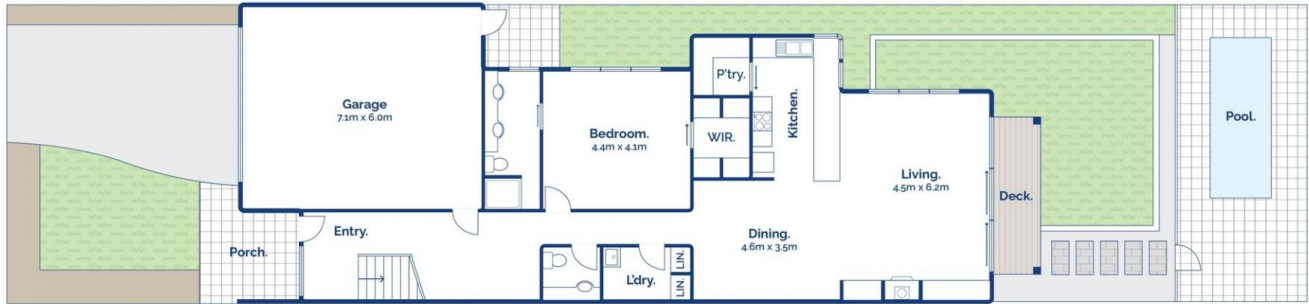 Garage
7.1m x 6.0m
P'try.
Kitchen.
Pool.
Bedroom.
4.4m x 4.1m
WIR.
Living.
4.5m x 6.2m
Deck.
Porch.
Entry.
Dining.
4.6m x 3.5m
L'dry.
LIN.
LIN.